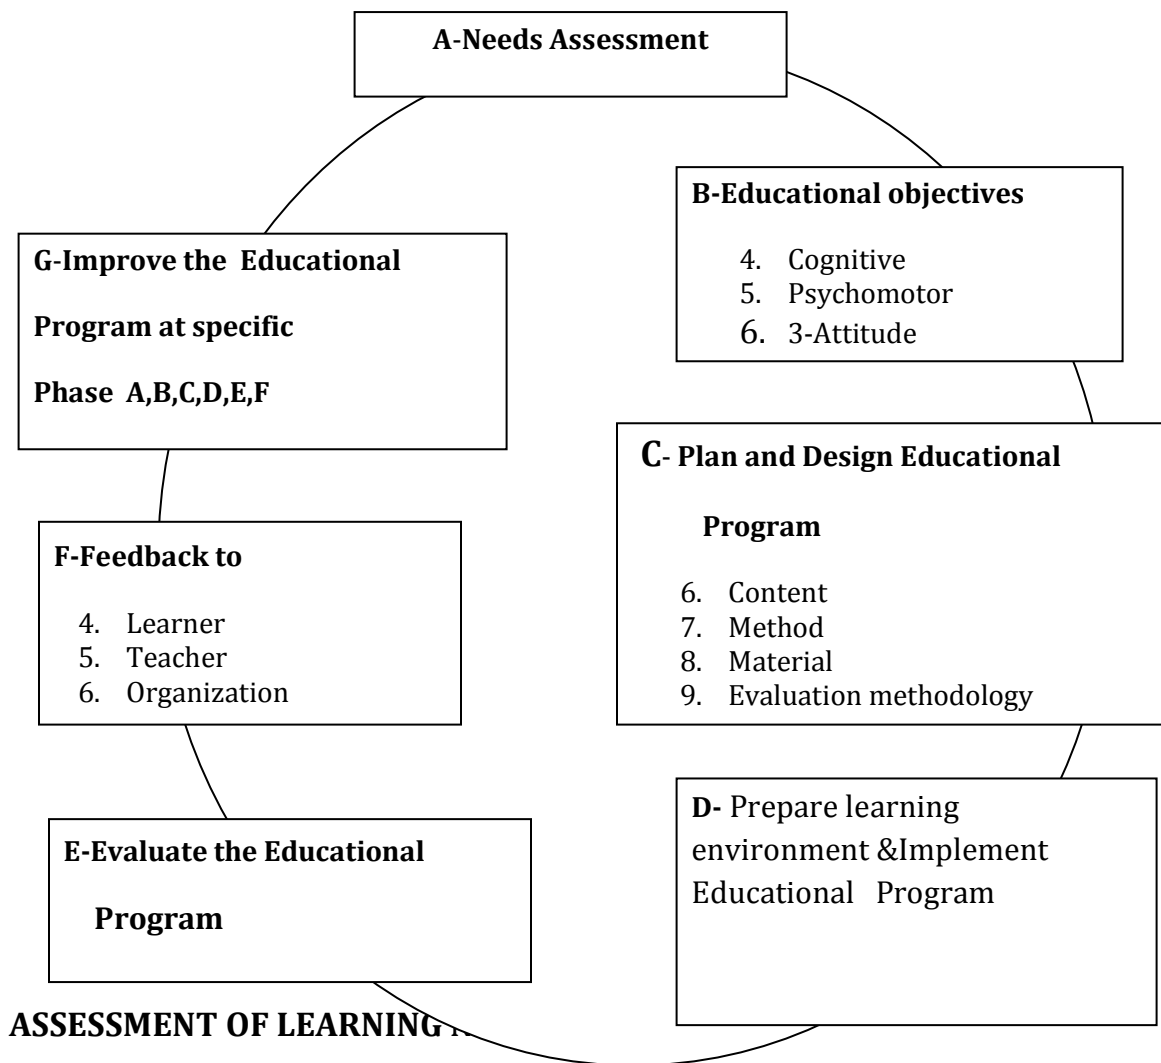 A-Needs Assessment
B-Educational objectives
4. Cognitive
5. Psychomotor
6. 3-Attitude
C- Plan and Design Educational
Program
6. Content
7. Method
8. Material
9. Evaluation methodology
D- Prepare learning
environment &Implement
Educational Program
E-Evaluate the Educational
Program
F-Feedback to
4. Learner
5. Teacher
6. Organization
G-Improve the Educational
Program at specific
Phase A,B,C,D,E,F
ASSESSMENT OF LEARNING